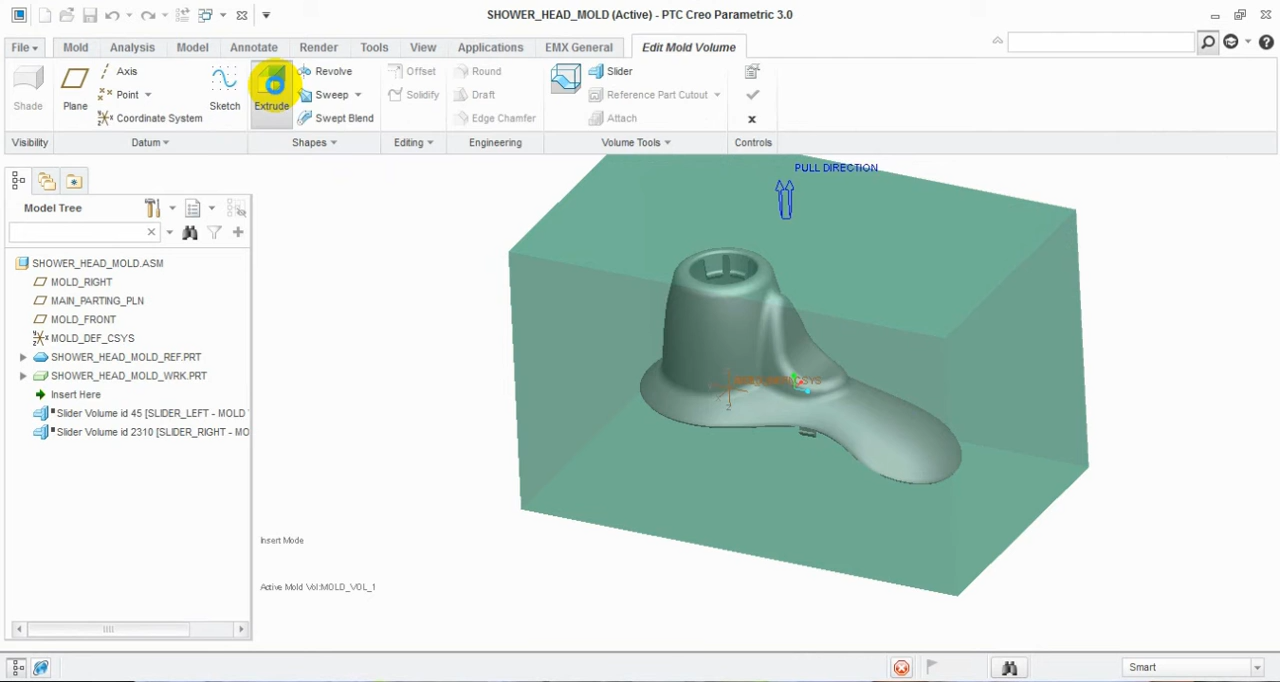 SHOWER_HEAD_MOLD (Active) - PTC Creo Parametric 3.0
File Mold Analysis Model Annotate Render Tools View Applications EMX General Edit Mold Volume
Axis Revolve Offset Round Slider
Point Sweep Solidify Draft Reference Part Cutout
Shade Plane Sketch Extrude
Coordinate System Swept Blend Edge Chamfer Attach
Visibility Datum Shapes Editing Engineering Volume Tools Controls
PULL DIRECTION
Model Tree
SHOWER_HEAD_MOLD.ASM
MOLD_RIGHT
MAIN_PARTING_PLN
MOLD_FRONT
MOLD_DEF_CSYS
SHOWER_HEAD_MOLD_REF.PRT
SHOWER_HEAD_MOLD_WRK.PRT
Insert Here
Slider Volume id 45 [SLIDER_LEFT - MOLD
Slider Volume id 2310 [SLIDER_RIGHT - MO
Z
Insert Mode
Active Mold Vol:MOLD_VOL_1
Smart